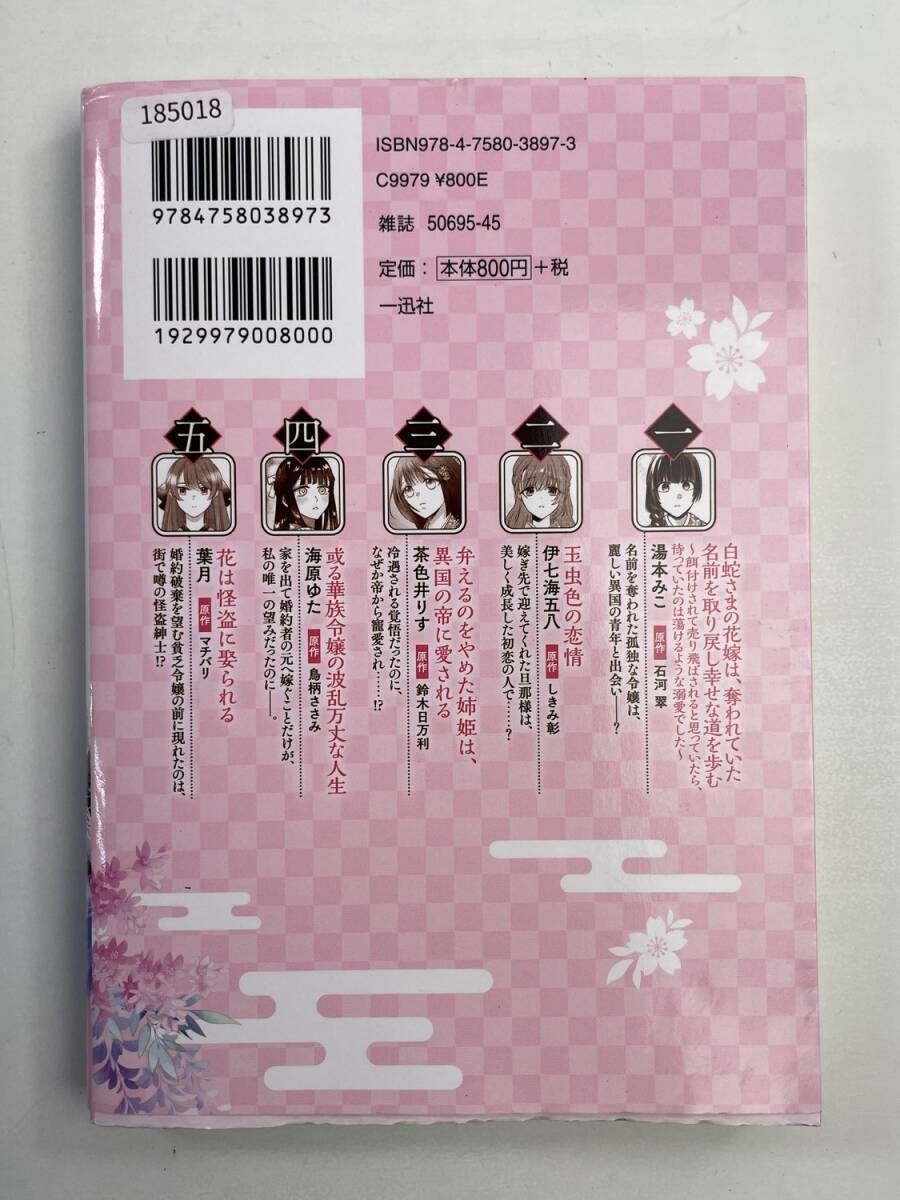 185018
ISBN978-4-7580-3897-3
C9979 ¥800E
雑誌 50695-45
定価：本体800円+税
一迅社
9784758038973
1929979008000
一
白蛇さまの花嫁は、奪われていた
名前を取り戻し幸せな道を歩む
～餌付けされて売り飛ばされると思っていたら、
待っていたのは蕩けるような溺愛でした～
湯本みこ 原作 石河翠
名前を奪われた孤独な令嬢は、
麗しい異国の青年と出会い――？
二
玉虫色の恋情
伊七海五八 原作 しきみ彰
嫁ぎ先で迎えてくれた旦那様は、
美しく成長した初恋の人で……？
三
弁えるのをやめた姉姫は、
異国の帝に愛される
茶色井りす 原作 鈴木日万利
冷遇される覚悟だったのに、
なぜか帝から寵愛され……!?
四
或る華族令嬢の波乱万丈な人生
海原ゆた 原作 鳥柄ささみ
家を出て婚約者の元へ嫁ぐことだけが、
私の唯一の望みだったのに――。
五
花は怪盗に娶られる
葉月 原作 マチバリ
婚約破棄を望む貧乏令嬢の前に現れたのは、
街で噂の怪盗紳士!?